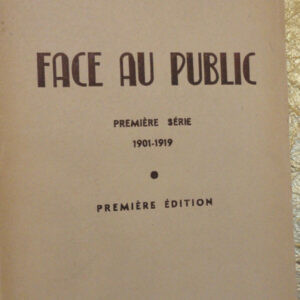 FACE AU PUBLIC
PREMIÈRE SÉRIE
1901-1919
PREMIÈRE ÉDITION